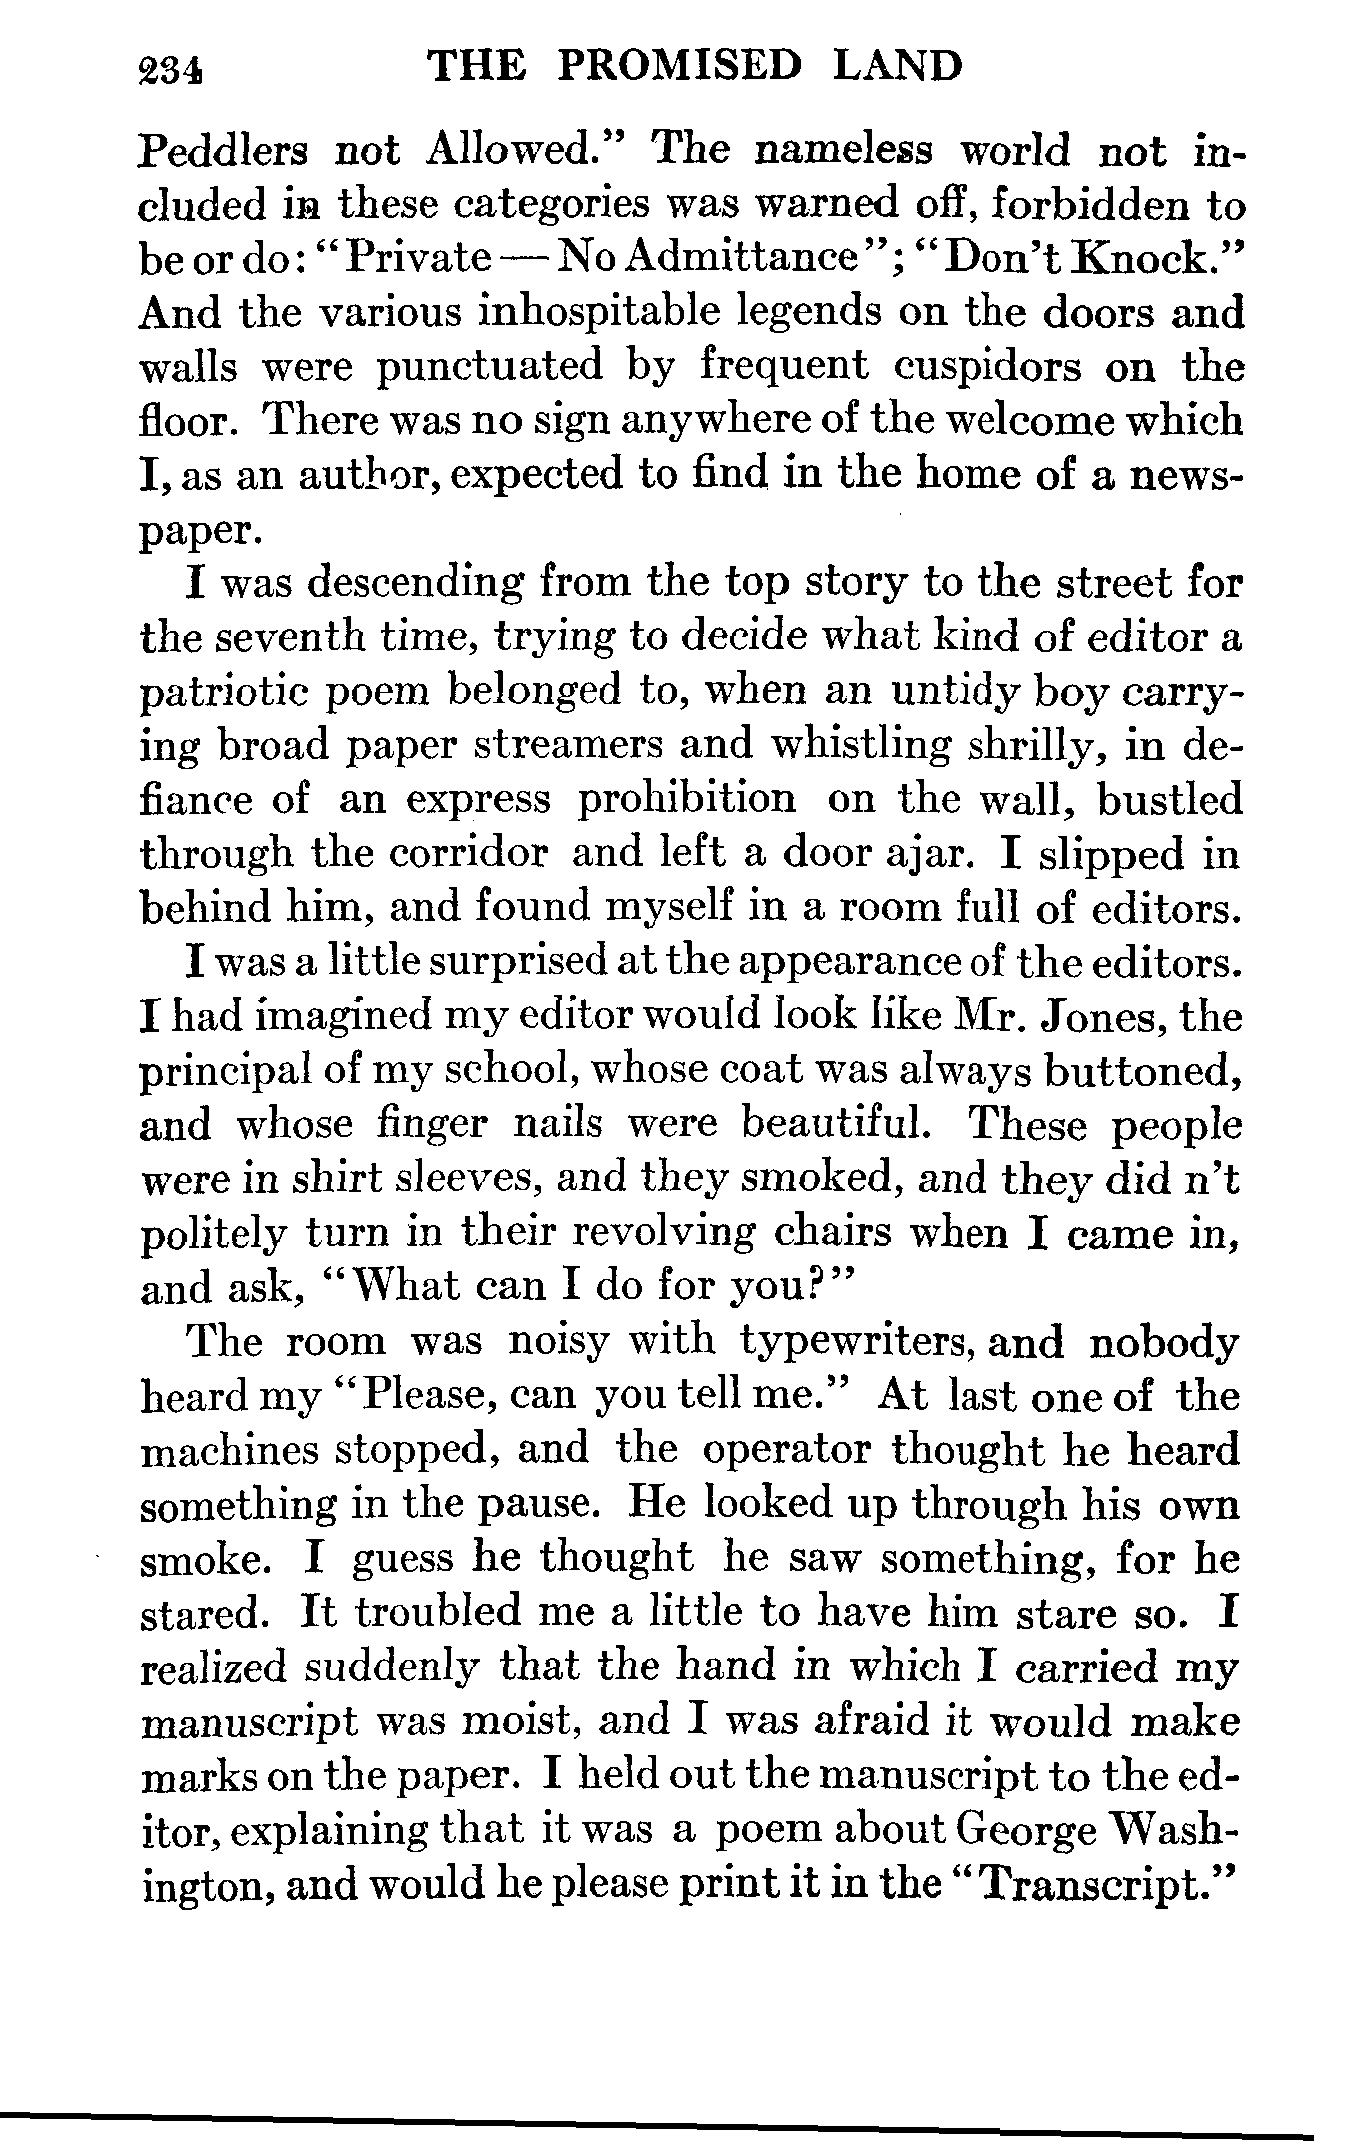 234 THE PROMISED LAND
Peddlers not Allowed." The nameless world not in-
cluded in these categories was warned off, forbidden to
be or do: "Private — No Admittance"; "Don't Knock."
And the various inhospitable legends on the doors and
walls were punctuated by frequent cuspidors on the
floor. There was no sign anywhere of the welcome which
I, as an author, expected to find in the home of a news-
paper.
I was descending from the top story to the street for
the seventh time, trying to decide what kind of editor a
patriotic poem belonged to, when an untidy boy carry-
ing broad paper streamers and whistling shrilly, in de-
fiance of an express prohibition on the wall, bustled
through the corridor and left a door ajar. I slipped in
behind him, and found myself in a room full of editors.
I was a little surprised at the appearance of the editors.
I had imagined my editor would look like Mr. Jones, the
principal of my school, whose coat was always buttoned,
and whose finger nails were beautiful. These people
were in shirt sleeves, and they smoked, and they did n't
politely turn in their revolving chairs when I came in,
and ask, "What can I do for you?"
The room was noisy with typewriters, and nobody
heard my "Please, can you tell me." At last one of the
machines stopped, and the operator thought he heard
something in the pause. He looked up through his own
smoke. I guess he thought he saw something, for he
stared. It troubled me a little to have him stare so. I
realized suddenly that the hand in which I carried my
manuscript was moist, and I was afraid it would make
marks on the paper. I held out the manuscript to the ed-
itor, explaining that it was a poem about George Wash-
ington, and would he please print it in the "Transcript."